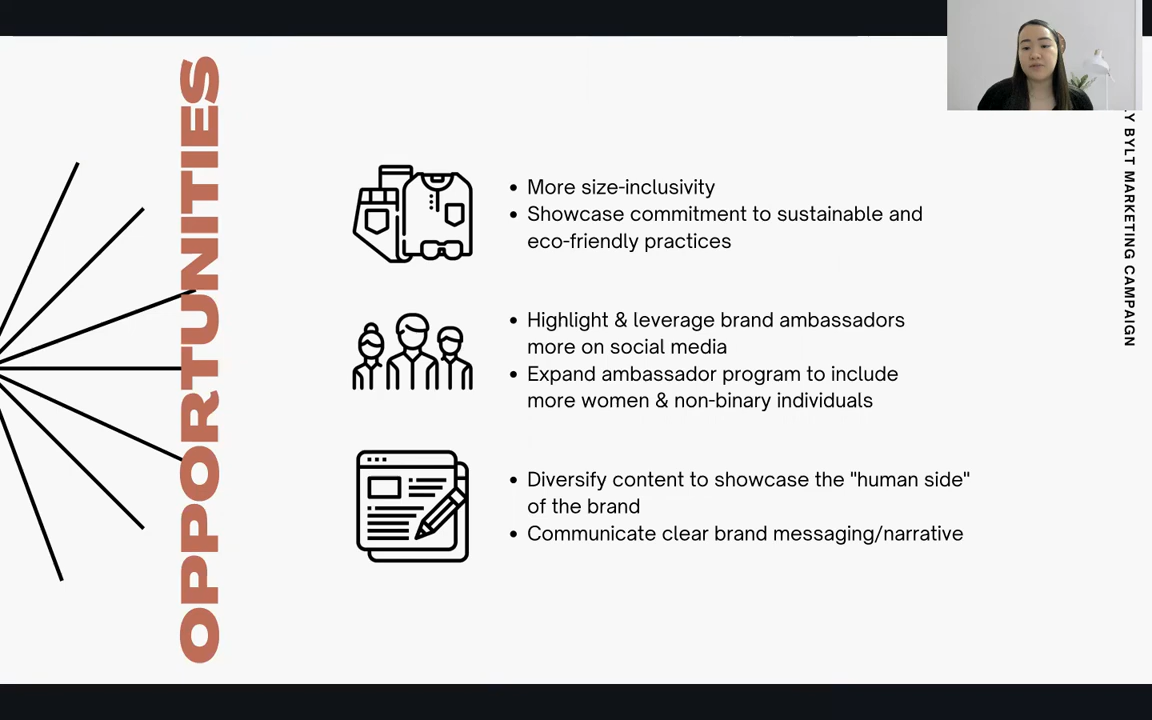 OPPORTUNITIES
More size-inclusivity
Showcase commitment to sustainable and
eco-friendly practices
Highlight & leverage brand ambassadors
more on social media
Expand ambassador program to include
more women & non-binary individuals
Diversify content to showcase the "human side"
of the brand
Communicate clear brand messaging/narrative
BYLT MARKETING CAMPAIGN